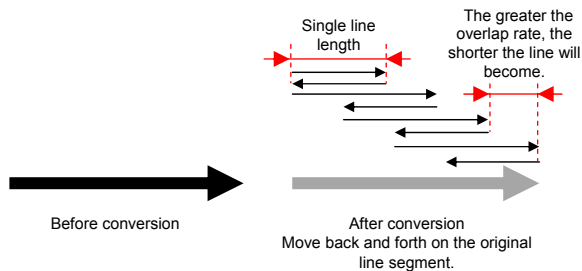 Single line
length
The greater the
overlap rate, the
shorter the line will
become.
Before conversion
After conversion
Move back and forth on the original
line segment.